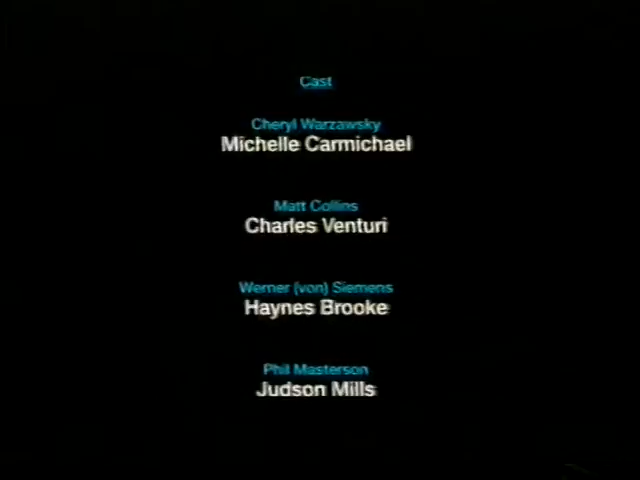 Cast
Cheryl Warzawsky
Michelle Carmichael
Matt Collins
Charles Venturi
Werner (von) Siemens
Haynes Brooke
Phil Masterson
Judson Mills